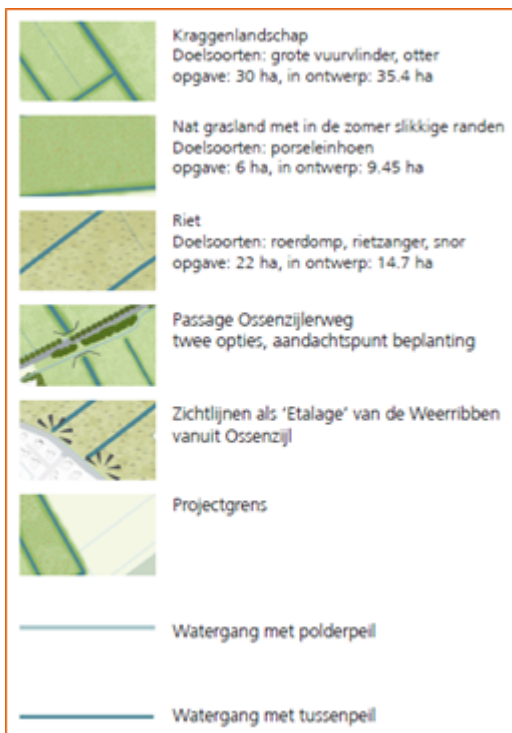 Kraggenlandschap
Doelsoorten: grote vuurvlinder, otter
opgave: 30 ha, in ontwerp: 35.4 ha
Nat grasland met in de zomer slikkige randen
Doelsoorten: porseleinhoen
opgave: 6 ha, in ontwerp: 9.45 ha
Riet
Doelsoorten: roerdomp, rietzanger, snor
opgave: 22 ha, in ontwerp: 14.7 ha
Passage Ossenzijlerweg
twee opties, aandachtspunt beplanting
Zichtlijnen als ‘Etalage’ van de Weerribben
vanuit Ossenzijl
Projectgrens
Watergang met polderpeil
Watergang met tussenpeil